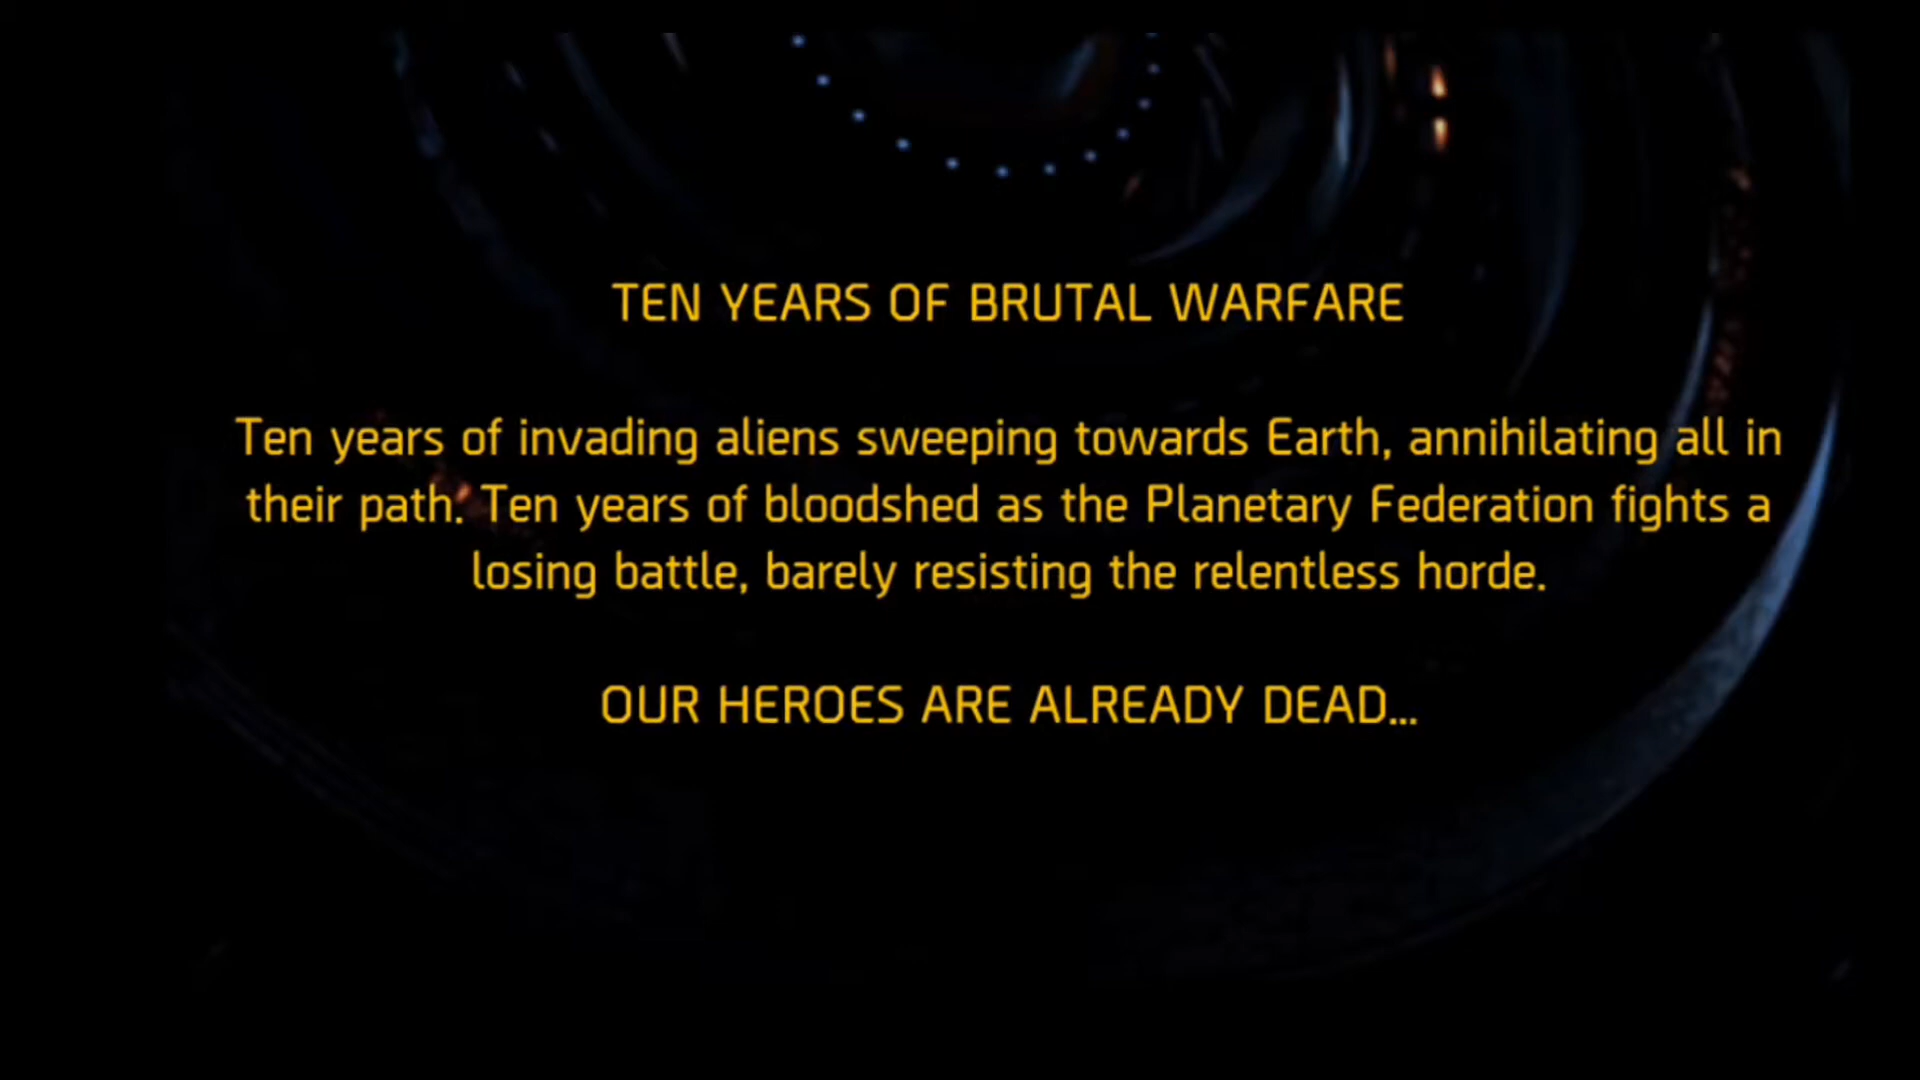 TEN YEARS OF BRUTAL WARFARE
Ten years of invading aliens sweeping towards Earth, annihilating all in
their path. Ten years of bloodshed as the Planetary Federation fights a
losing battle, barely resisting the relentless horde.
OUR HEROES ARE ALREADY DEAD...